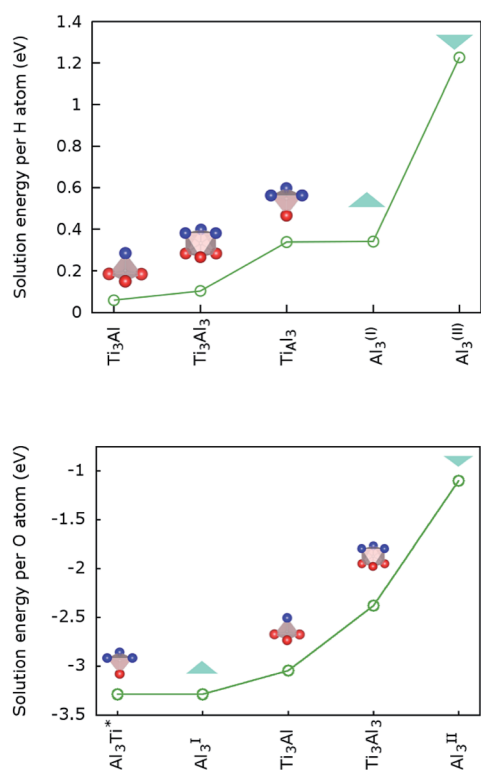 Solution energy per H atom (eV)
1.4
1.2
1
0.8
0.6
0.4
0.2
0
Ti₃Al
Ti₃Al₃
Ti_Al₃
Al₃⁽ᴵ⁾
Al₃⁽ᴵᴵ⁾
Solution energy per O atom (eV)
-1
-1.5
-2
-2.5
-3
-3.5
Al₃Ti*
Al₃ᴵ
Ti₃Al
Ti₃Al₃
Al₃ᴵᴵ